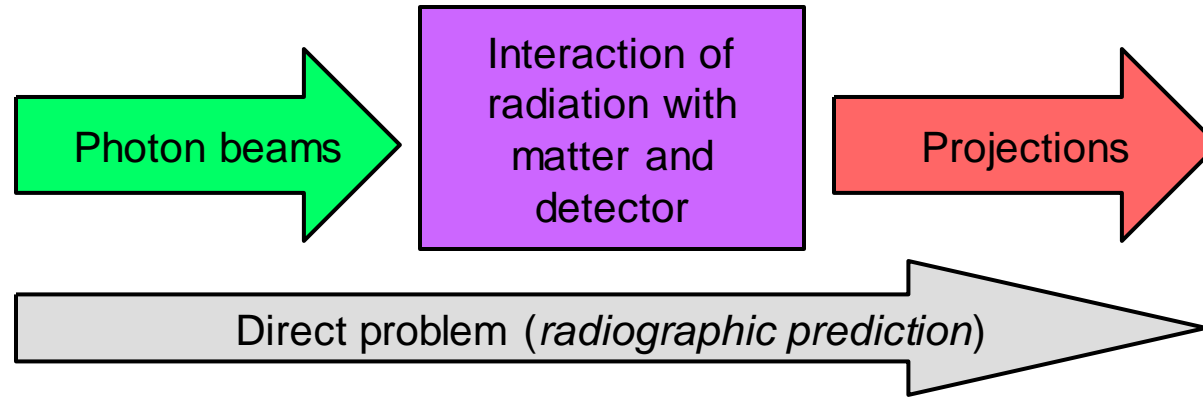 Photon beams
Interaction of
radiation with
matter and
detector
Projections
Direct problem (radiographic prediction)